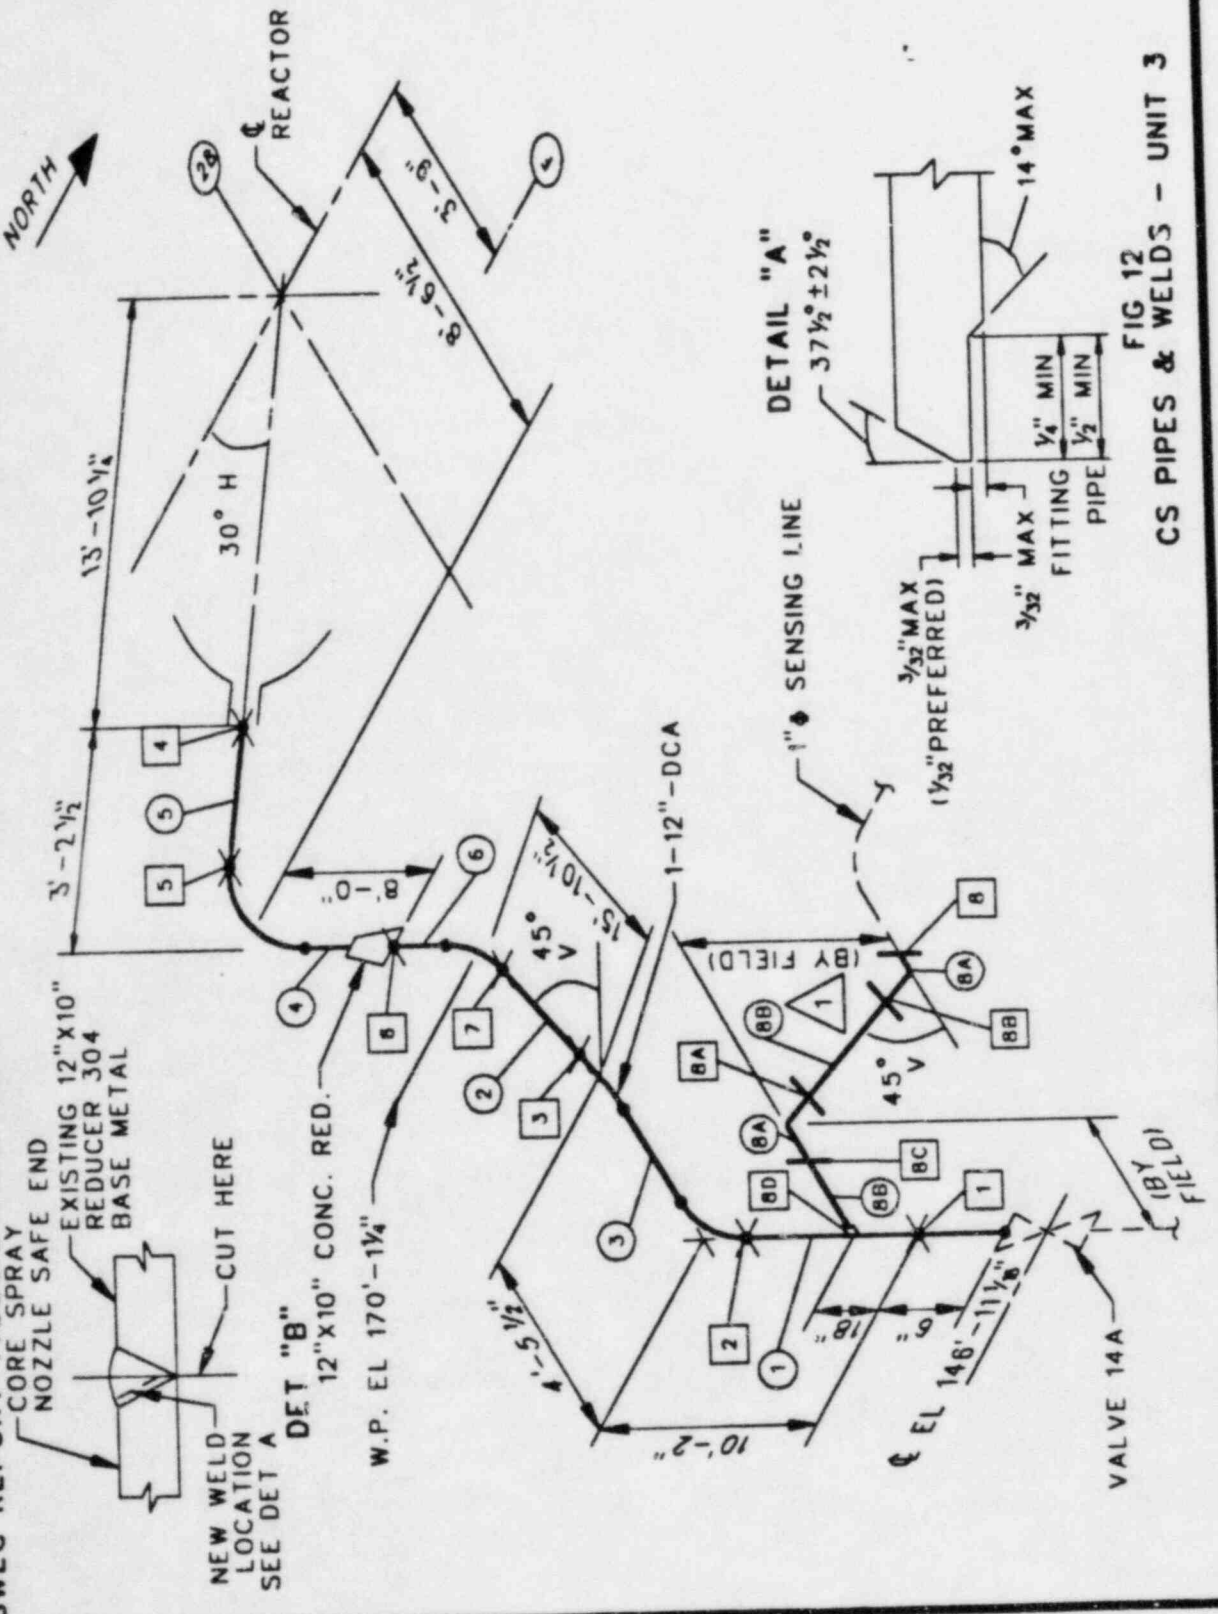 CORE SPRAY
NOZZLE SAFE END
EXISTING 12"X10"
REDUCER 304
BASE METAL
CUT HERE
NEW WELD
LOCATION
SEE DET A
DET "B"
12"X10" CONC. RED.
W.P. EL 170'-1¼"
NORTH
28
℄
REACTOR
13'-10¼"
3'-2½"
30° H
3'-9"
8'-6½"
4
4
5
5
8'-0"
6
4
6
7
45°
V
15'-10½"
2
3
1-12"-DCA
3
4'-5½"
10'-2"
2
1
18"
6"
℄ EL 146'-11⅛"
VALVE 14A
1
8D
8B
8C
8A
8A
8B
1
(BY FIELD)
8B
8A
8
45°
V
(BY
FIELD)
1"ϕ SENSING LINE
DETAIL "A"
37½°±2½°
14°MAX
3/32"MAX
(1/32"PREFERRED)
3/32" MAX
FITTING
¼" MIN
PIPE
½" MIN
FIG 12
CS PIPES & WELDS - UNIT 3